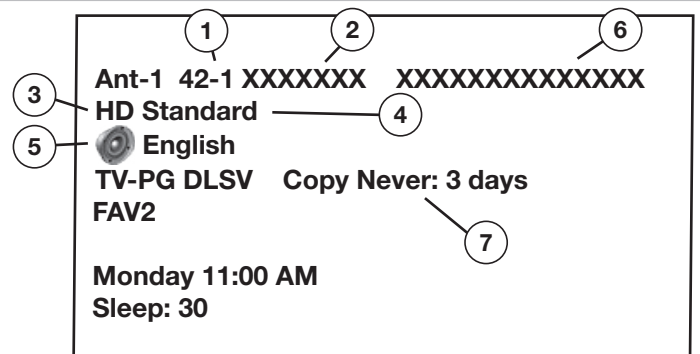 1 2 6
Ant-1 42-1 XXXXXXX XXXXXXXXXXXXXX
3 HD Standard 4
5 English
TV-PG DLSV Copy Never: 3 days
FAV2
7
Monday 11:00 AM
Sleep: 30